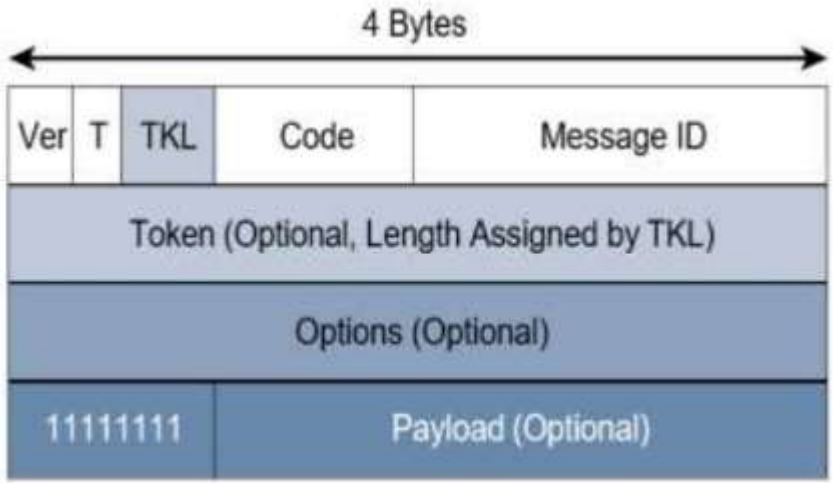 4 Bytes
Ver T TKL Code Message ID
Token (Optional, Length Assigned by TKL)
Options (Optional)
11111111 Payload (Optional)